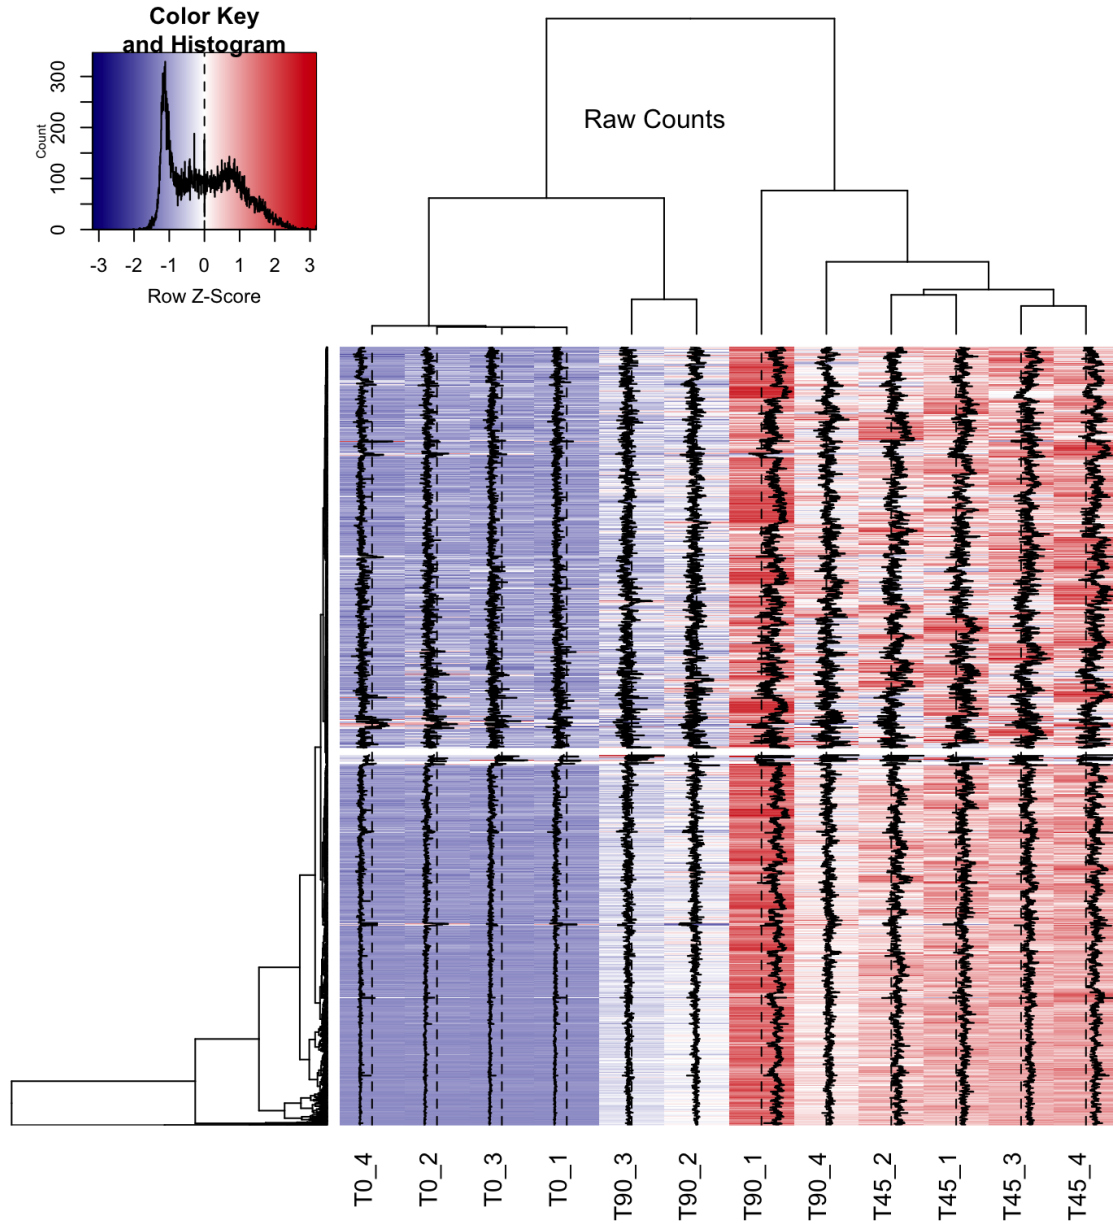 Color Key
and Histogram
Count
0
100
200
300
-3 -2 -1 0 1 2 3
Row Z-Score
Raw Counts
T0_4
T0_2
T0_3
T0_1
T90_3
T90_2
T90_1
T90_4
T45_2
T45_1
T45_3
T45_4